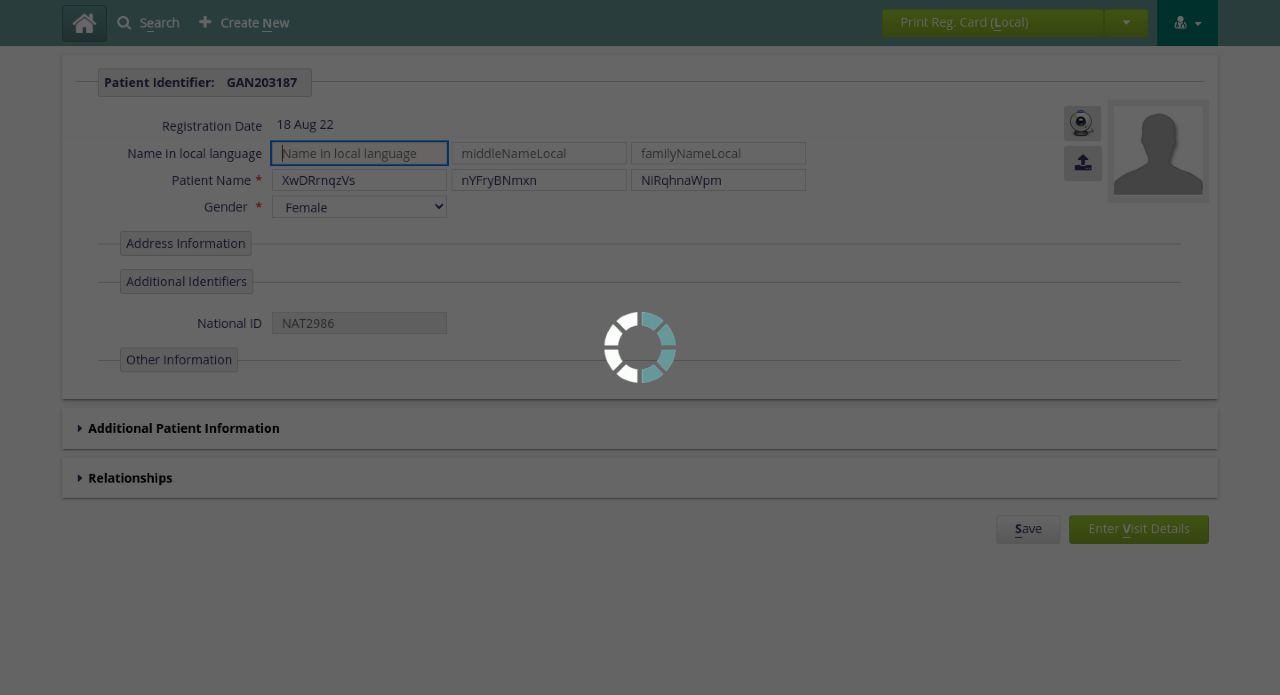 Search Create New Print Reg. Card (Local)
Patient Identifier: GAN203187
Registration Date 18 Aug 22
Name in local language Name in local language middleNameLocal familyNameLocal
Patient Name * XwDRrnqzVs nYFryBNmxn NiRqhnaWpm
Gender * Female
Address Information
Additional Identifiers
National ID NAT2986
Other Information
Additional Patient Information
Relationships
Save Enter Visit Details